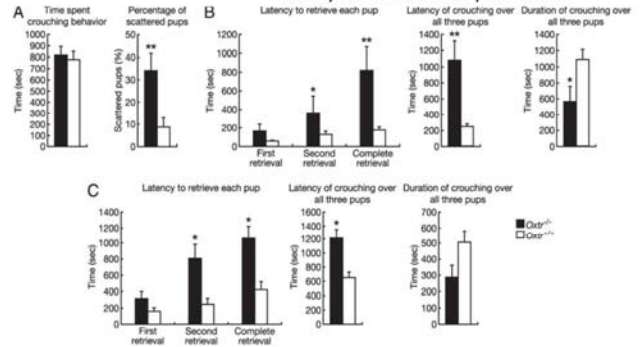 A
Time spent
crouching behavior
Time (sec)
1000
900
800
700
600
500
400
300
200
100
0
Percentage of
scattered pups
Scattered pups (%)
50
40
30
20
10
0
**
B
Latency to retrieve each pup
Time (sec)
1200
1000
800
600
400
200
0
*
**
First
retrieval
Second
retrieval
Complete
retrieval
Latency of crouching over
all three pups
Time (sec)
1400
1200
1000
800
600
400
200
0
**
Duration of crouching over
all three pups
Time (sec)
1400
1200
1000
800
600
400
200
0
*
C
Latency to retrieve each pup
Time (sec)
1400
1200
1000
800
600
400
200
0
*
*
First
retrieval
Second
retrieval
Complete
retrieval
Latency of crouching over
all three pups
Time (sec)
1600
1400
1200
1000
800
600
400
200
0
*
Duration of crouching over
all three pups
Time (sec)
700
600
500
400
300
200
100
0
Oxtr-/-
Oxtr+/+